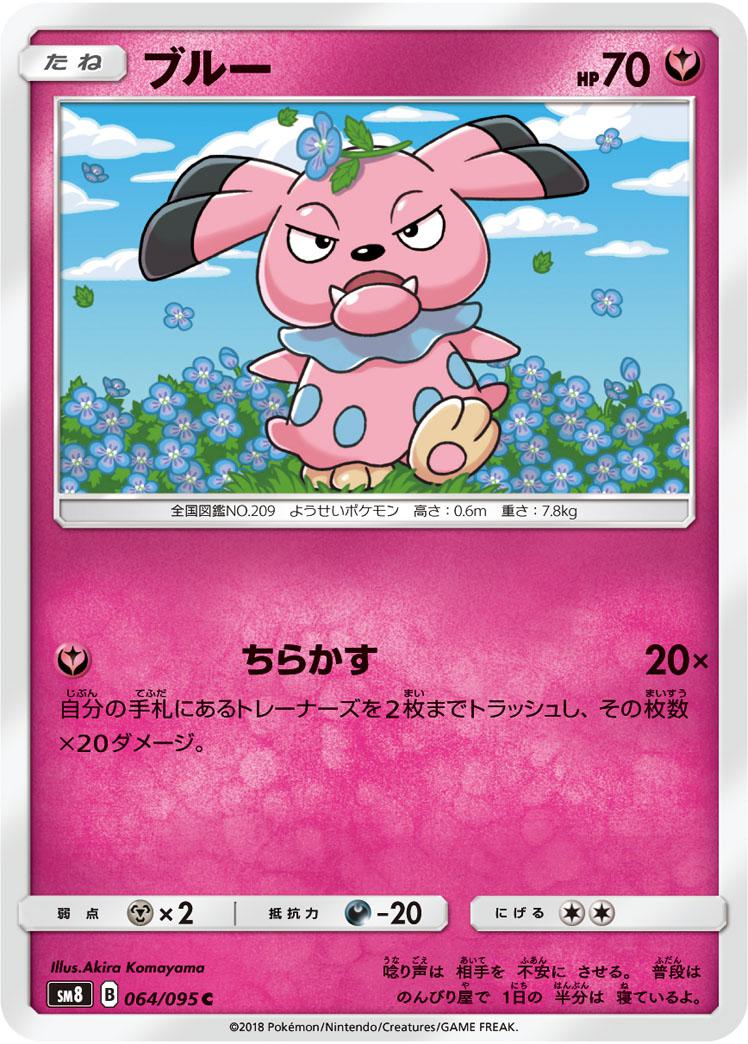 たね ブルー HP70
全国図鑑NO.209 ようせいポケモン 高さ:0.6m 重さ:7.8kg
ちらかす 20×
自分の手札にあるトレーナーズを2枚までトラッシュし、その枚数
×20ダメージ。
弱点 ×2 抵抗力 -20 にげる
Illus.Akira Komayama
SM8 B 064/095 C
唸り声は 相手を 不安に させる。 普段は
のんびり屋で 1日の 半分は 寝ているよ。
©2018 Pokémon/Nintendo/Creatures/GAME FREAK.